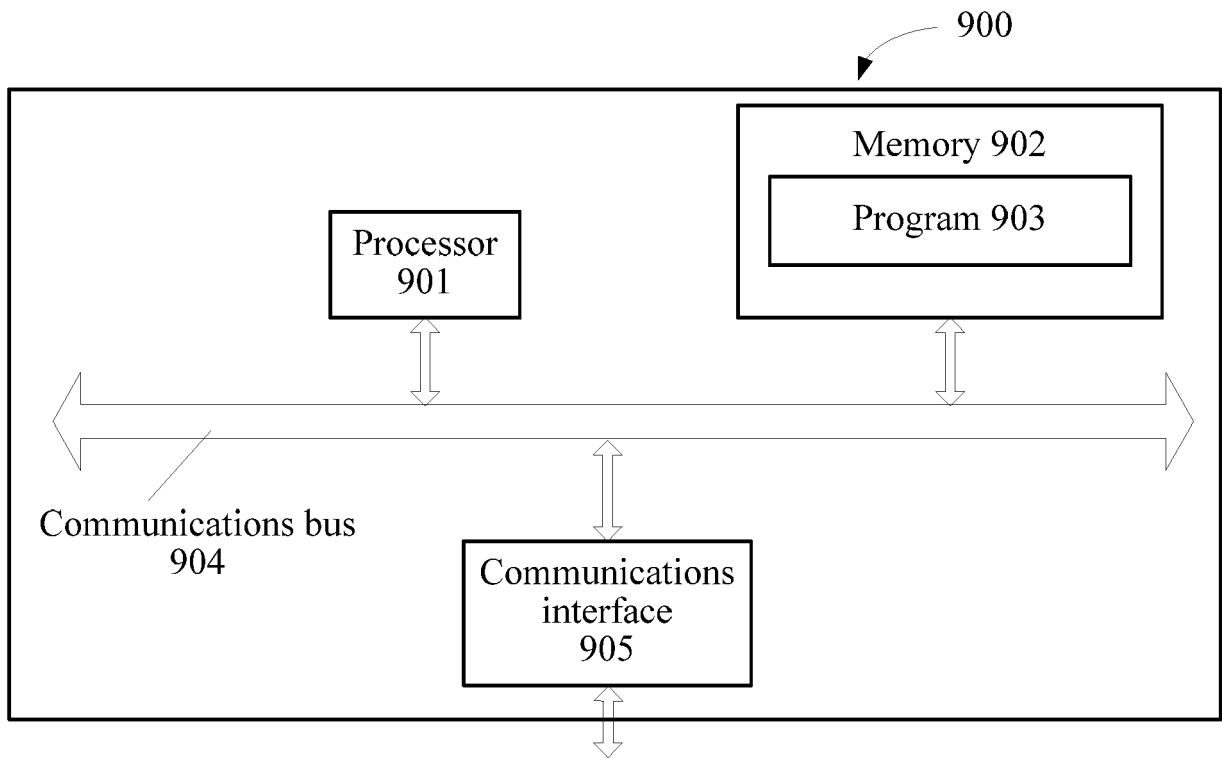 900
Memory 902
Program 903
Processor
901
Communications bus
904
Communications
interface
905